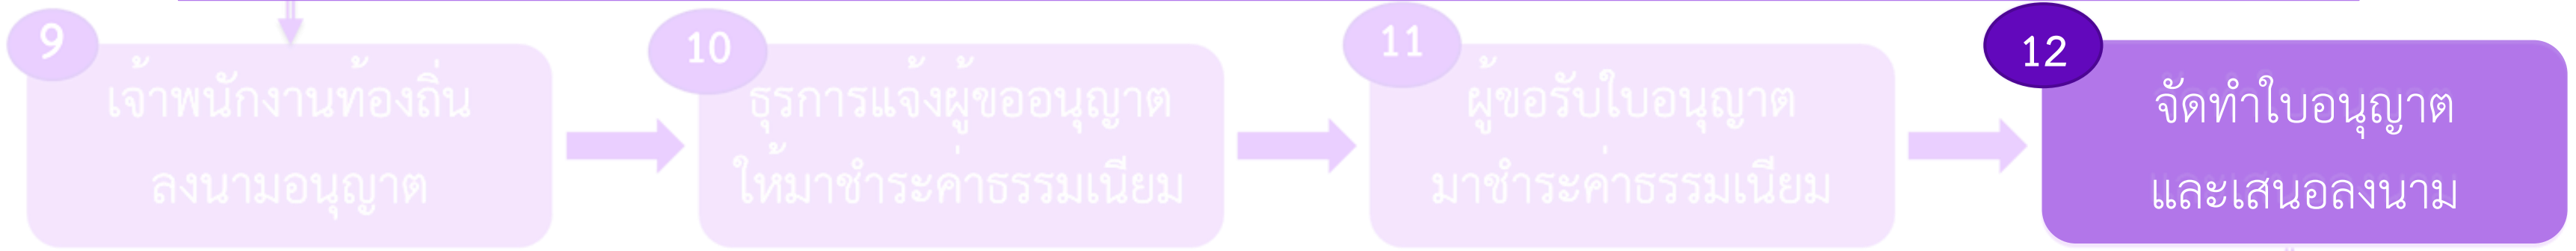 9
เจ้าพนักงานท้องถิ่น
ลงนามอนุญาต
10
ธุรการแจ้งผู้ขออนุญาต
ให้มาชำระค่าธรรมเนียม
11
ผู้ขอรับใบอนุญาต
มาชำระค่าธรรมเนียม
12
จัดทำใบอนุญาต
และเสนอลงนาม